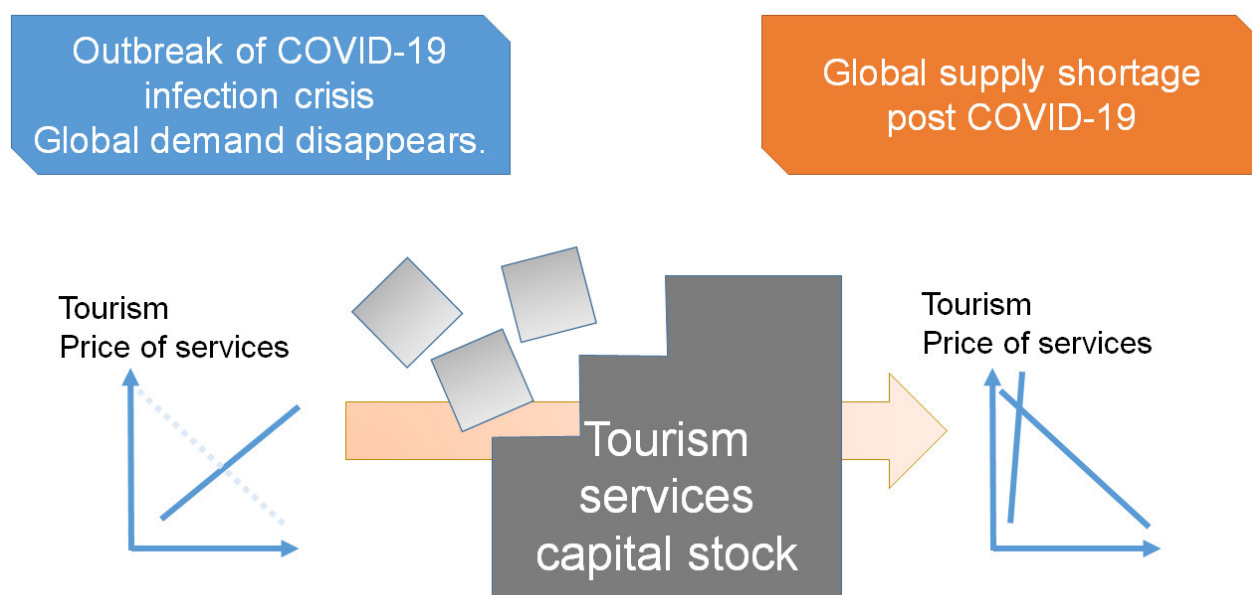 Outbreak of COVID-19
infection crisis
Global demand disappears.
Global supply shortage
post COVID-19
Tourism
Price of services
Tourism
services
capital stock
Tourism
Price of services